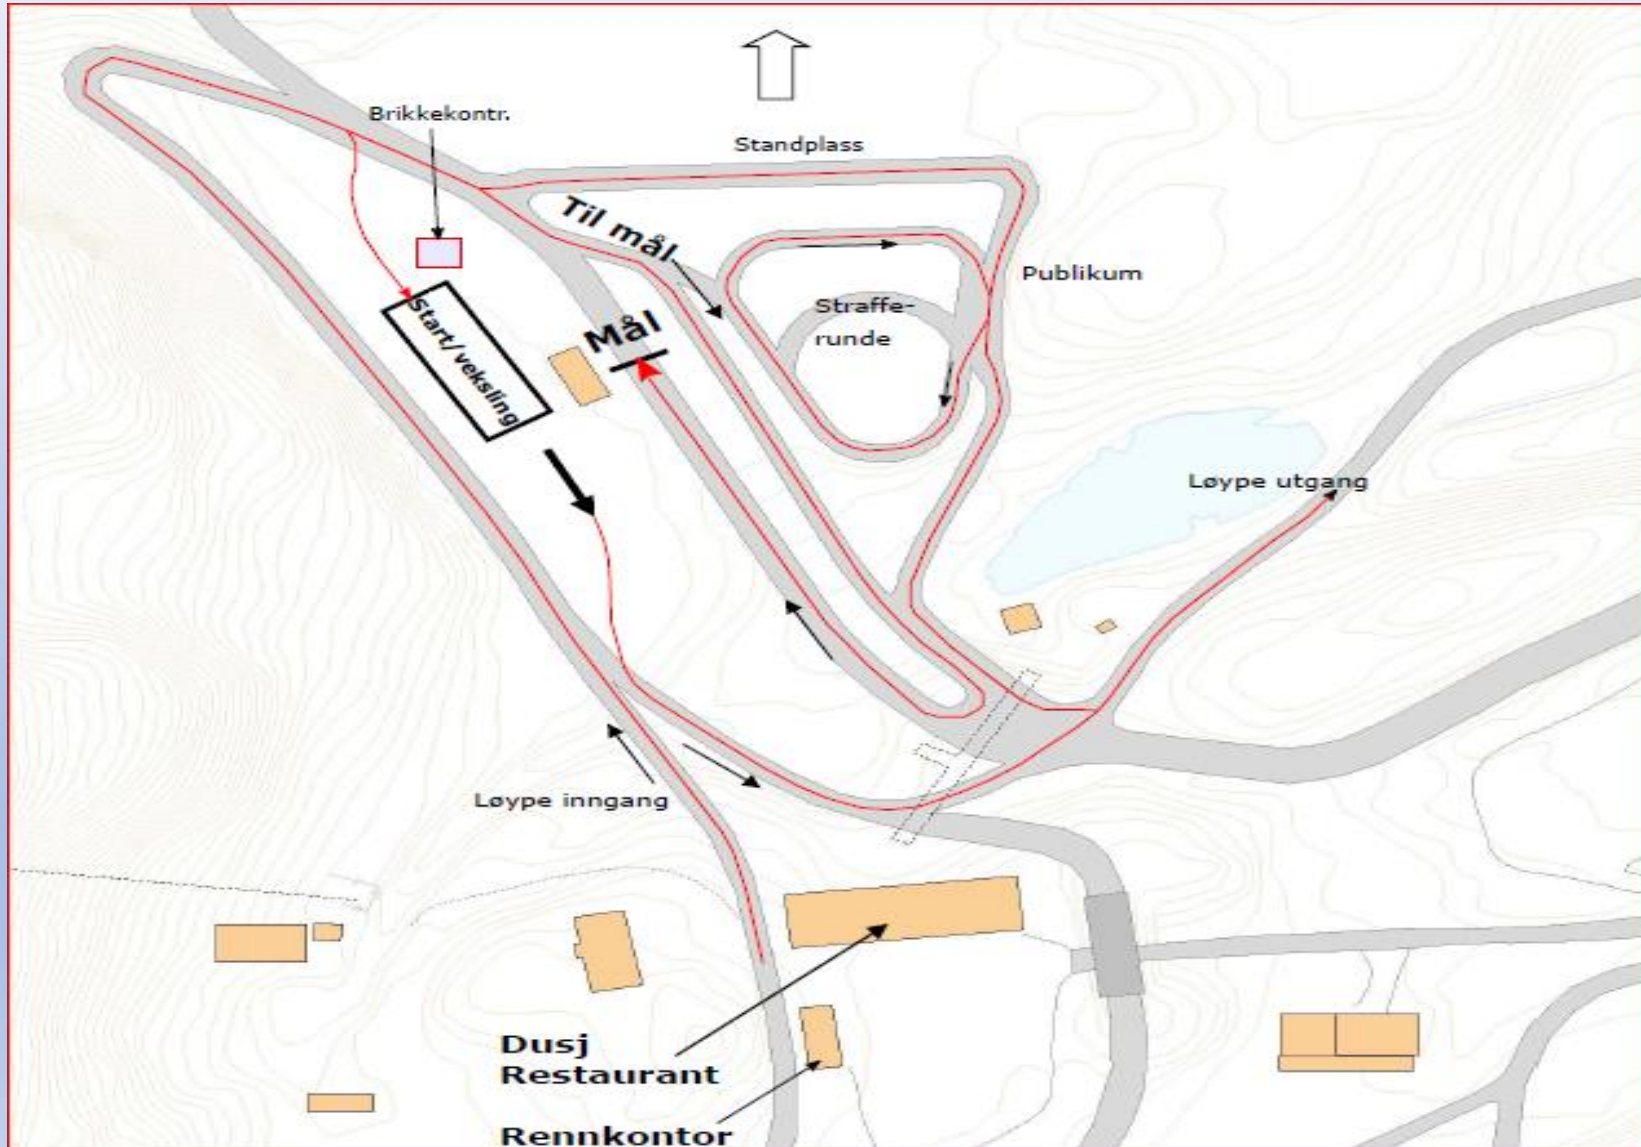 Brikkekontr.
Standplass
Til mål
Publikum
Straffe-
runde
Start/veksling
Mål
Løype utgang
Løype inngang
Dusj
Restaurant
Rennkontor